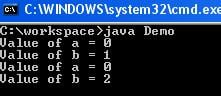 C:\WINDOWS\system32\cmd.exe
C:\workspace>java Demo
Value of a = 0
Value of b = 1
Value of a = 0
Value of b = 2